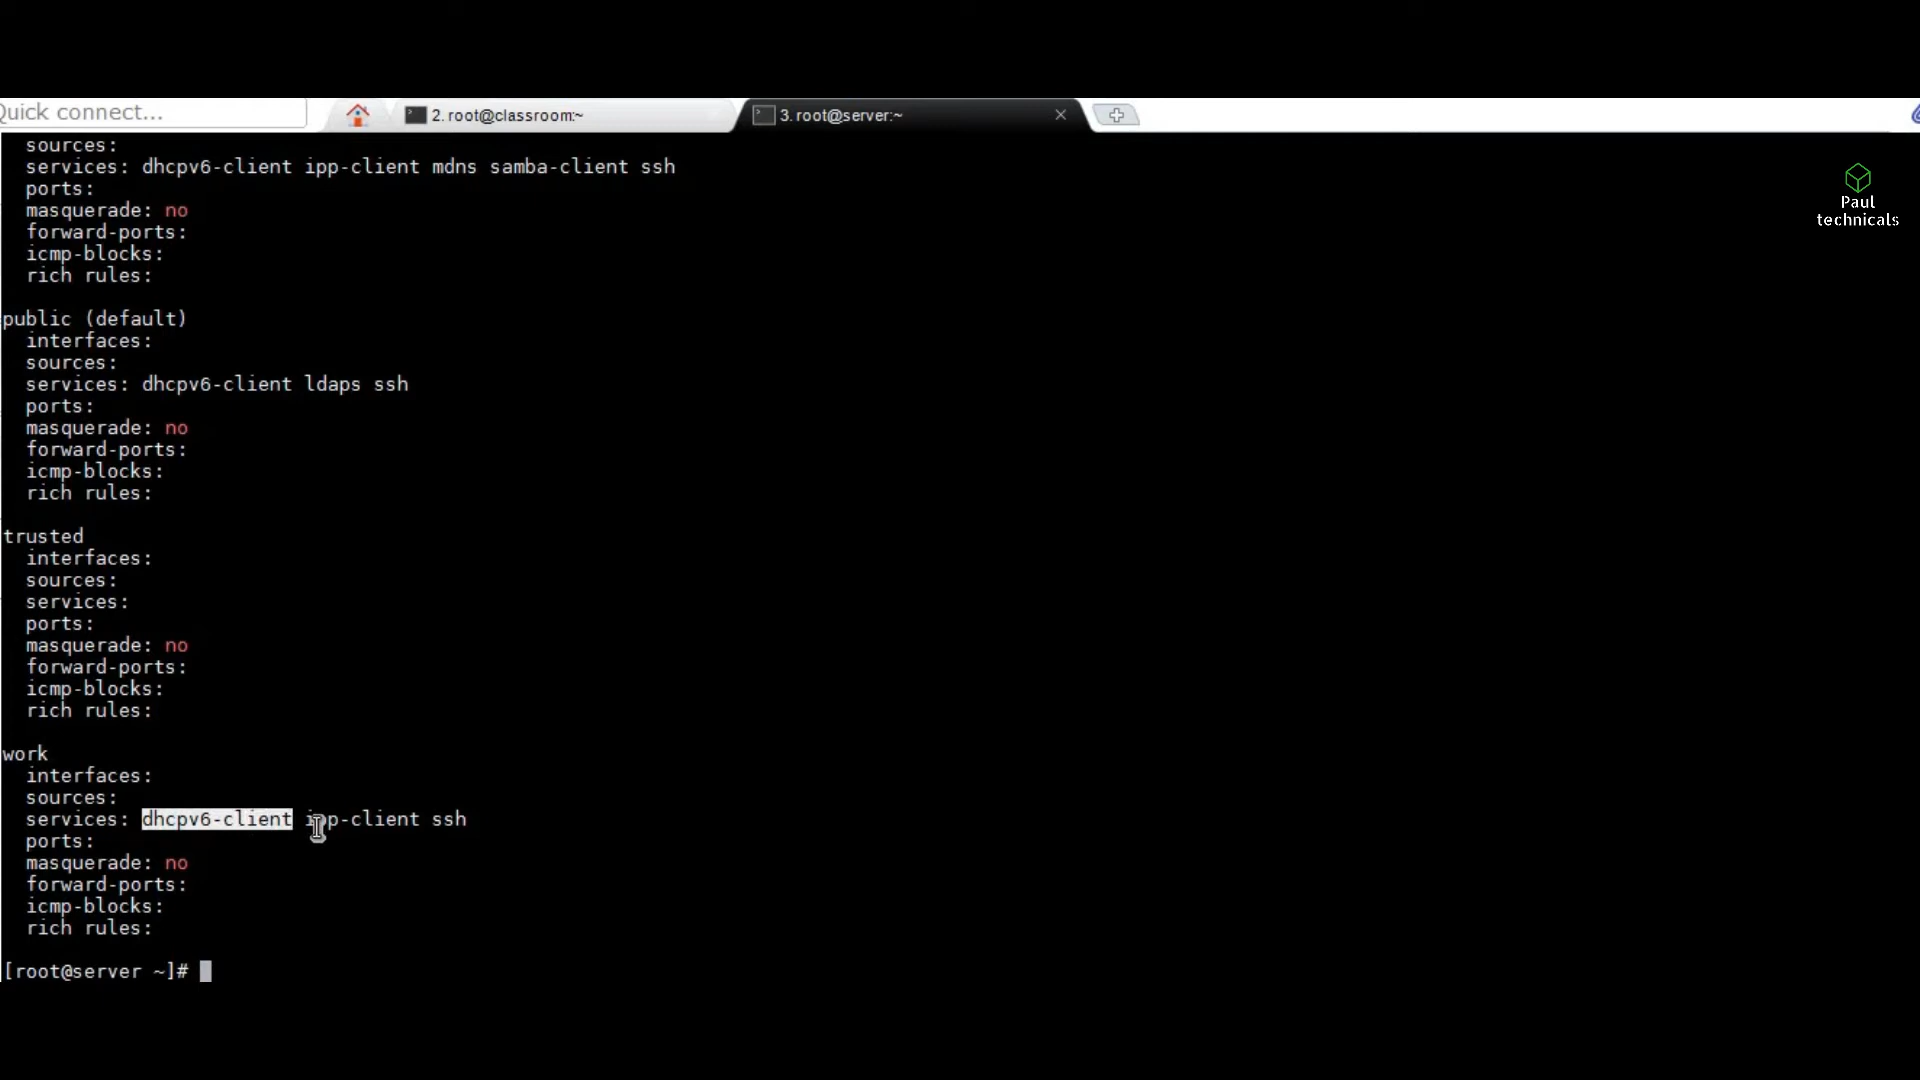 Quick connect...
2. root@classroom:~
3. root@server:~
sources:
services: dhcpv6-client ipp-client mdns samba-client ssh
ports:
masquerade: no
forward-ports:
icmp-blocks:
rich rules:
public (default)
interfaces:
sources:
services: dhcpv6-client ldaps ssh
ports:
masquerade: no
forward-ports:
icmp-blocks:
rich rules:
trusted
interfaces:
sources:
services:
ports:
masquerade: no
forward-ports:
icmp-blocks:
rich rules:
work
interfaces:
sources:
services: dhcpv6-client ipp-client ssh
ports:
masquerade: no
forward-ports:
icmp-blocks:
rich rules:
[root@server ~]#
Paul
technicals